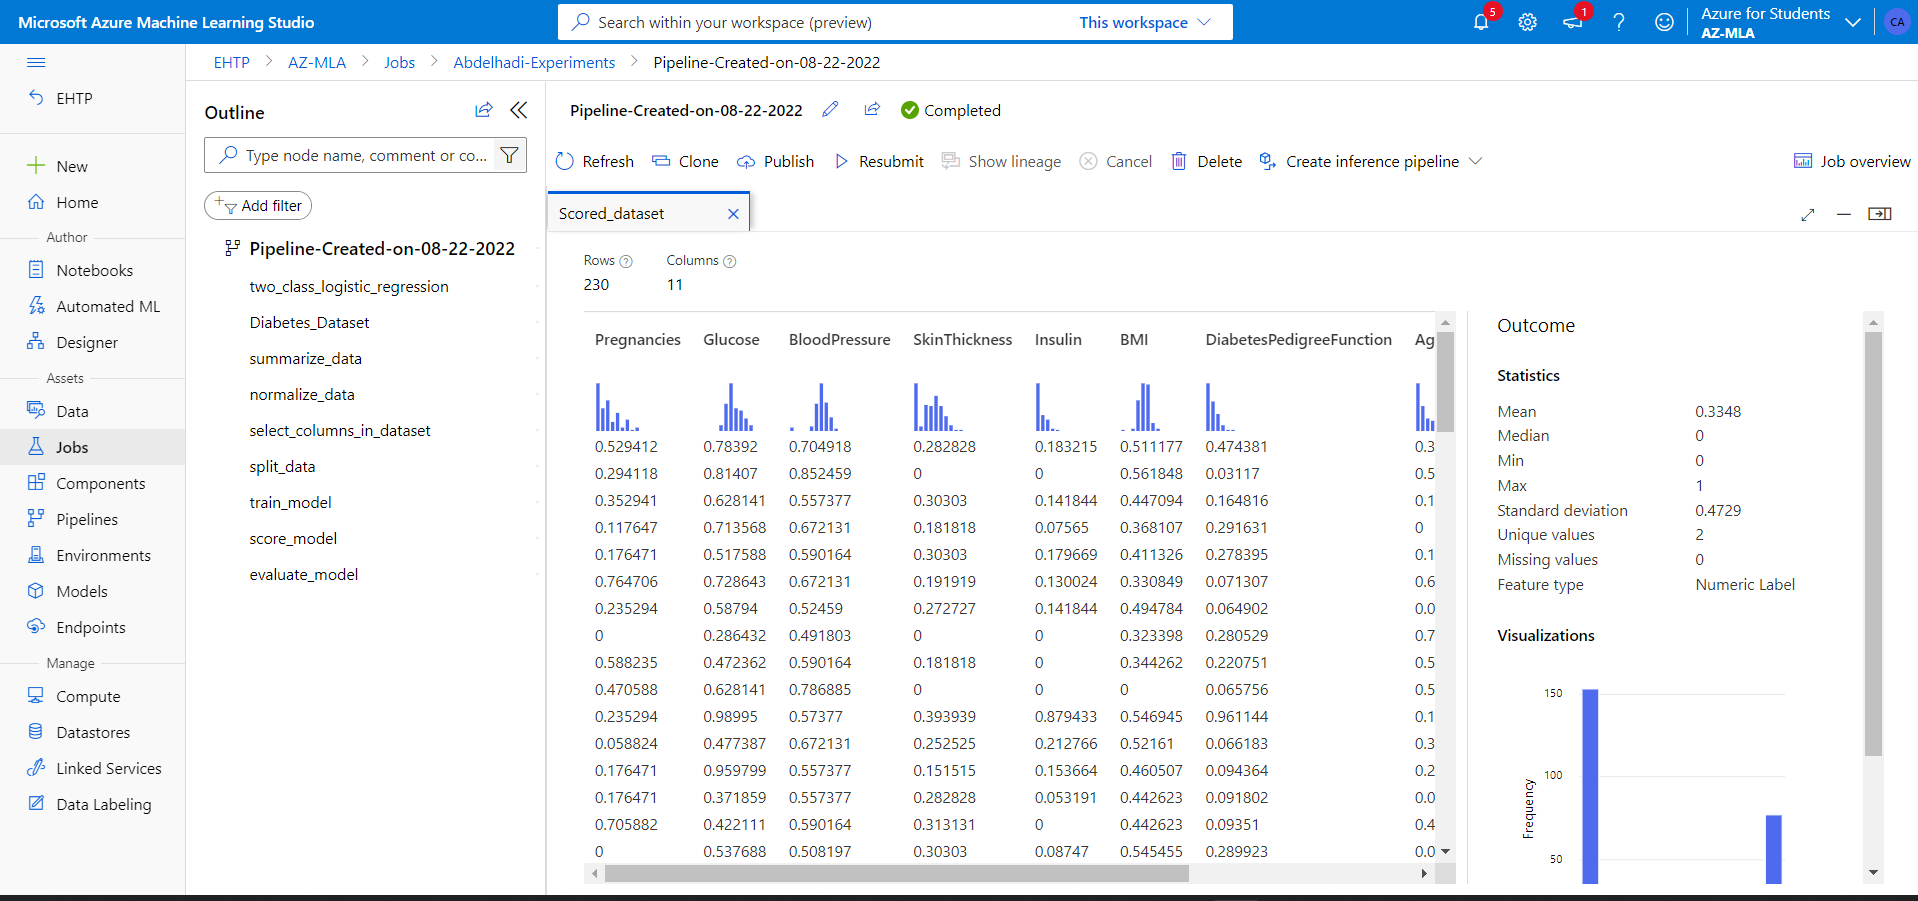 Microsoft Azure Machine Learning Studio
Search within your workspace (preview)
This workspace
5
1
Azure for Students
AZ-MLA
CA
EHTP
New
Home
Author
Notebooks
Automated ML
Designer
Assets
Data
Jobs
Components
Pipelines
Environments
Models
Endpoints
Manage
Compute
Datastores
Linked Services
Data Labeling
EHTP > AZ-MLA > Jobs > Abdelhadi-Experiments > Pipeline-Created-on-08-22-2022
Outline
Type node name, comment or co...
Add filter
Pipeline-Created-on-08-22-2022
two_class_logistic_regression
Diabetes_Dataset
summarize_data
normalize_data
select_columns_in_dataset
split_data
train_model
score_model
evaluate_model
Pipeline-Created-on-08-22-2022 Completed
Refresh Clone Publish Resubmit Show lineage Cancel Delete Create inference pipeline Job overview
Scored_dataset
Rows Columns
230 11
Pregnancies Glucose BloodPressure SkinThickness Insulin BMI DiabetesPedigreeFunction Ag
0.529412 0.78392 0.704918 0.282828 0.183215 0.511177 0.474381 0.3
0.294118 0.81407 0.852459 0 0 0.561848 0.03117 0.5
0.352941 0.628141 0.557377 0.30303 0.141844 0.447094 0.164816 0.1
0.117647 0.713568 0.672131 0.181818 0.07565 0.368107 0.291631 0
0.176471 0.517588 0.590164 0.30303 0.179669 0.411326 0.278395 0.1
0.764706 0.728643 0.672131 0.191919 0.130024 0.330849 0.071307 0.6
0.235294 0.58794 0.52459 0.272727 0.141844 0.494784 0.064902 0.0
0 0.286432 0.491803 0 0 0.323398 0.280529 0.7
0.588235 0.472362 0.590164 0.181818 0 0.344262 0.220751 0.5
0.470588 0.628141 0.786885 0 0 0 0.065756 0.5
0.235294 0.98995 0.57377 0.393939 0.879433 0.546945 0.961144 0.1
0.058824 0.477387 0.672131 0.252525 0.212766 0.52161 0.066183 0.3
0.176471 0.959799 0.557377 0.151515 0.153664 0.460507 0.094364 0.2
0.176471 0.371859 0.557377 0.282828 0.053191 0.442623 0.091802 0.0
0.705882 0.422111 0.590164 0.313131 0 0.442623 0.09351 0.4
0 0.537688 0.508197 0.30303 0.08747 0.545455 0.289923 0.0
Outcome
Statistics
Mean 0.3348
Median 0
Min 0
Max 1
Standard deviation 0.4729
Unique values 2
Missing values 0
Feature type Numeric Label
Visualizations
150
100
50
Frequency